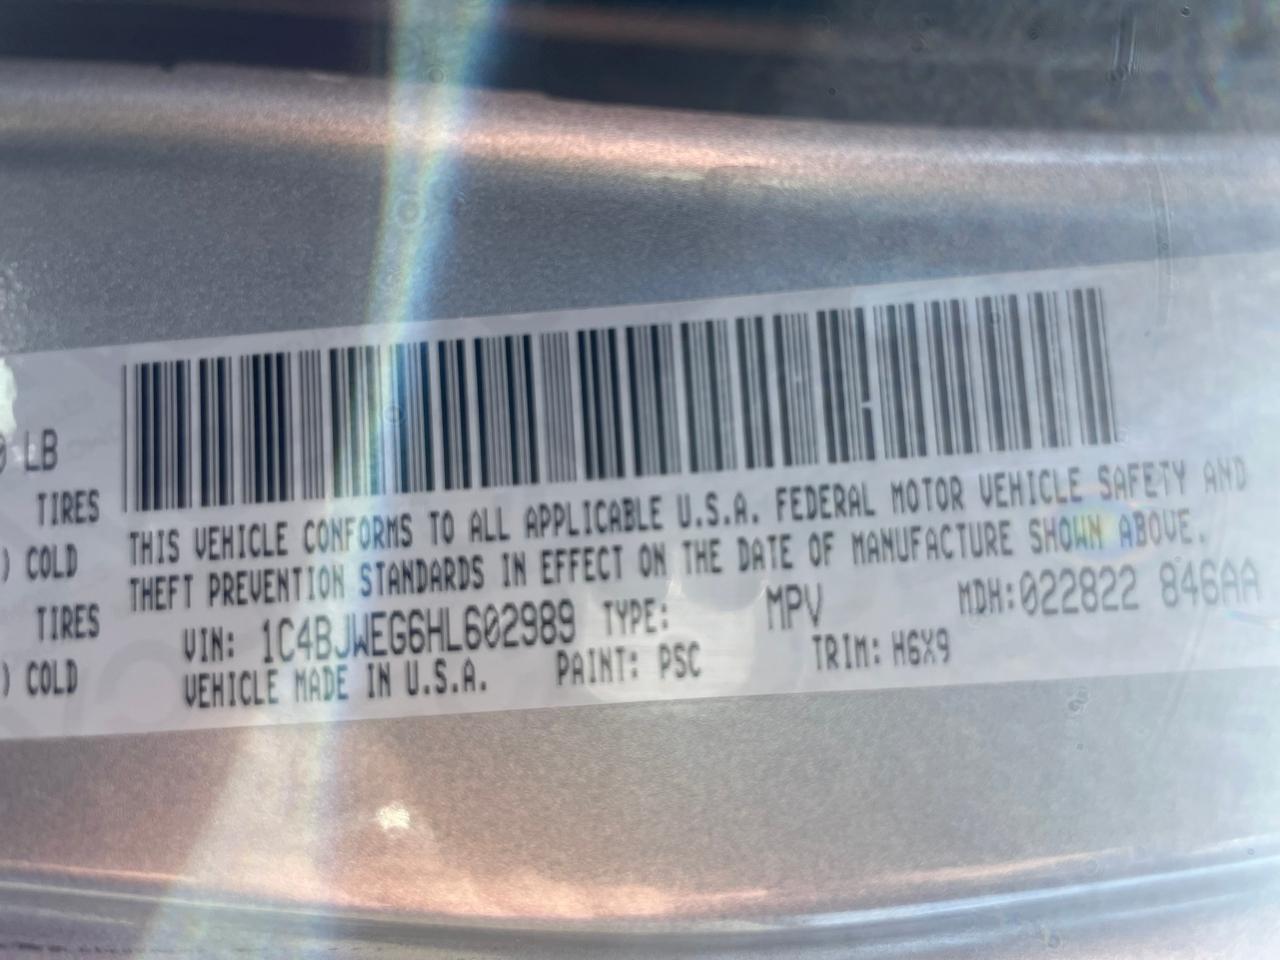 0 LB
TIRES
) COLD
TIRES
) COLD
THIS VEHICLE CONFORMS TO ALL APPLICABLE U.S.A. FEDERAL MOTOR VEHICLE SAFETY AND
THEFT PREVENTION STANDARDS IN EFFECT ON THE DATE OF MANUFACTURE SHOWN ABOVE.
VIN: 1C4BJWEG6HL602989 TYPE: MPV MDH:022822 846AA
VEHICLE MADE IN U.S.A. PAINT: PSC TRIM: H6X9